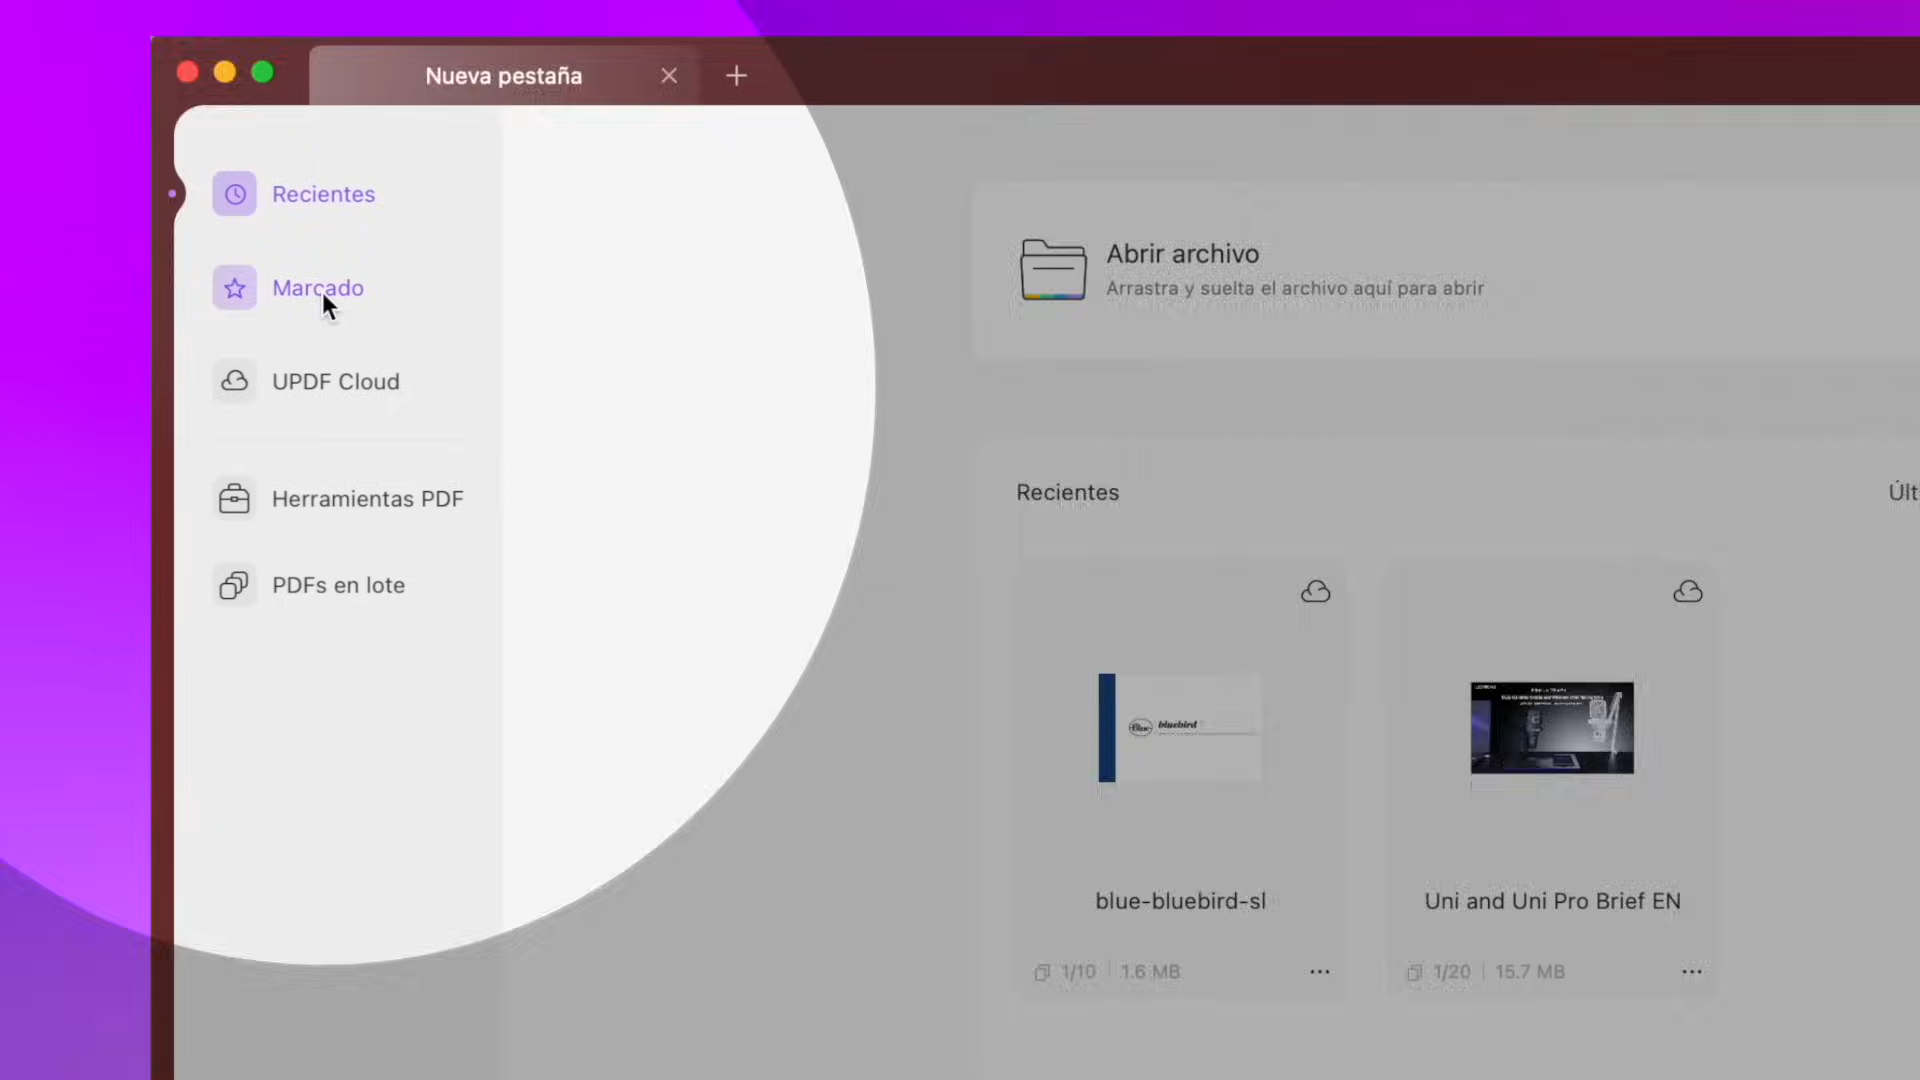 Nueva pestaña
Recientes
Marcado
UPDF Cloud
Herramientas PDF
PDFs en lote
Abrir archivo
Arrastra y suelta el archivo aquí para abrir
Recientes
Últ
bluebird
blue-bluebird-sl
1/10 | 1.6 MB
Uni and Uni Pro Brief EN
1/20 | 15.7 MB